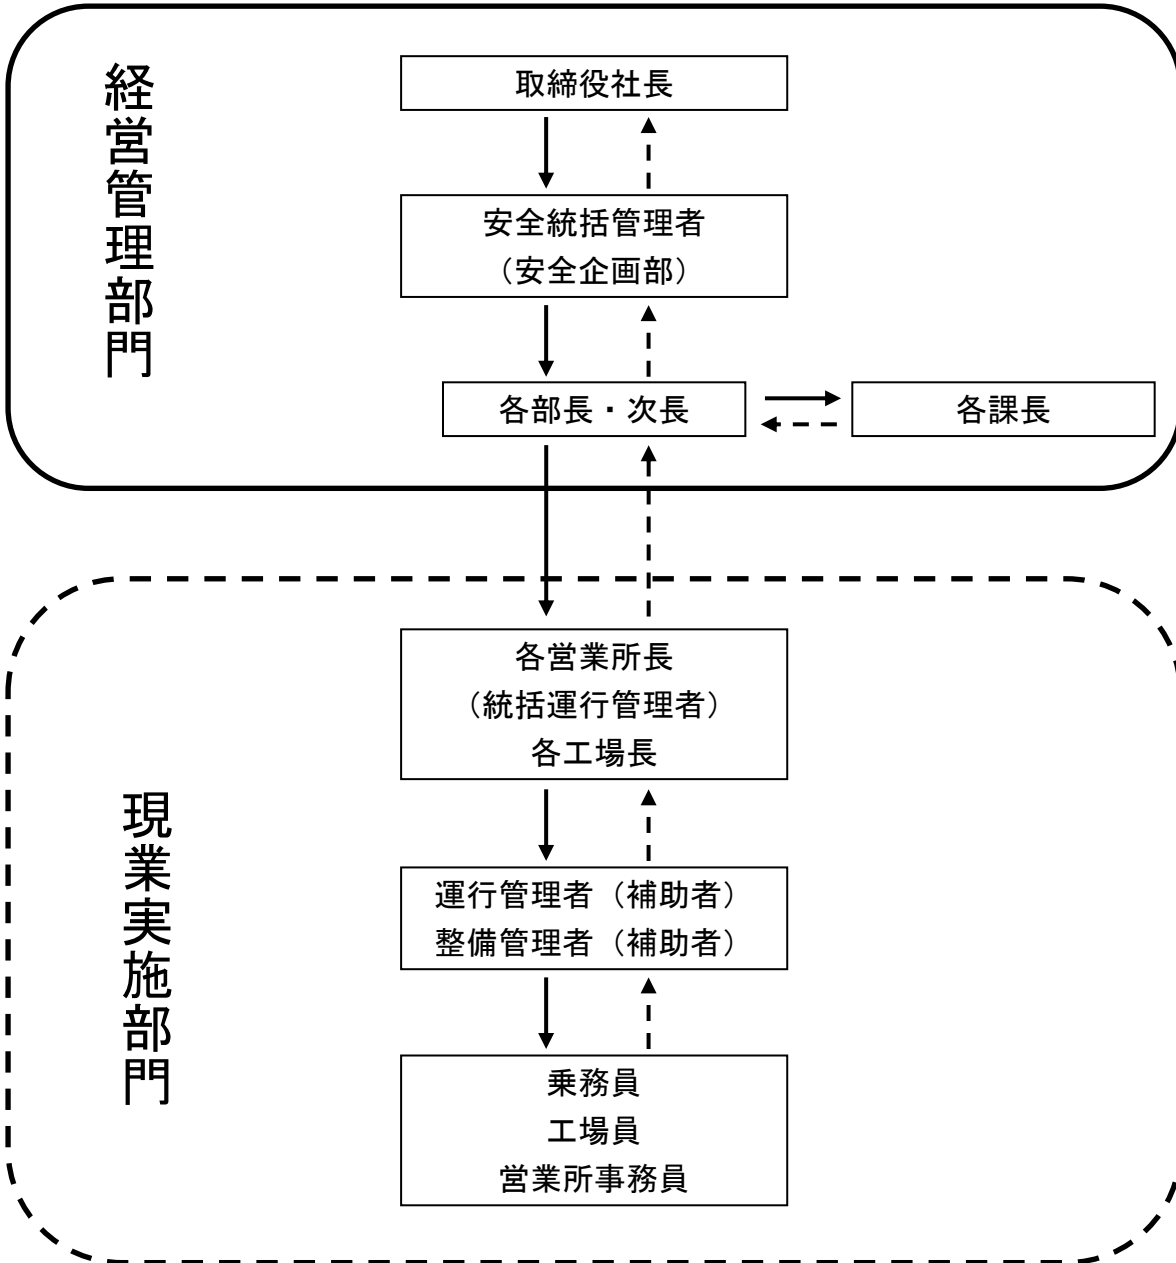 経営管理部門
取締役社長
安全統括管理者
（安全企画部）
各部長・次長
各課長
現業実施部門
各営業所長
（統括運行管理者）
各工場長
運行管理者（補助者）
整備管理者（補助者）
乗務員
工場員
営業所事務員